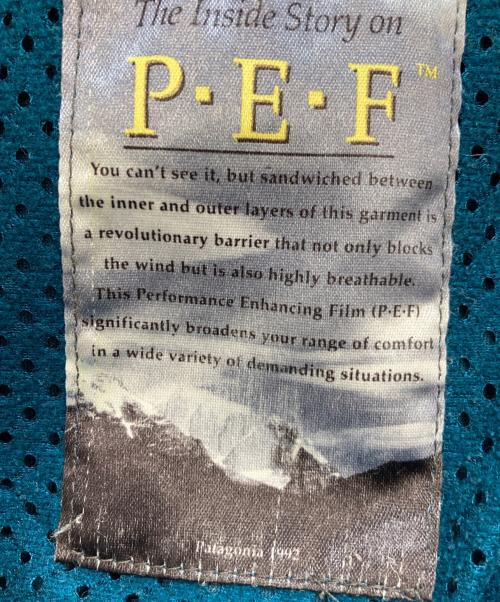 The Inside Story on
P·E·F™
You can't see it, but sandwiched between
the inner and outer layers of this garment is
a revolutionary barrier that not only blocks
the wind but is also highly breathable.
This Performance Enhancing Film (P·E·F)
significantly broadens your range of comfort
in a wide variety of demanding situations.
Patagonia 1992